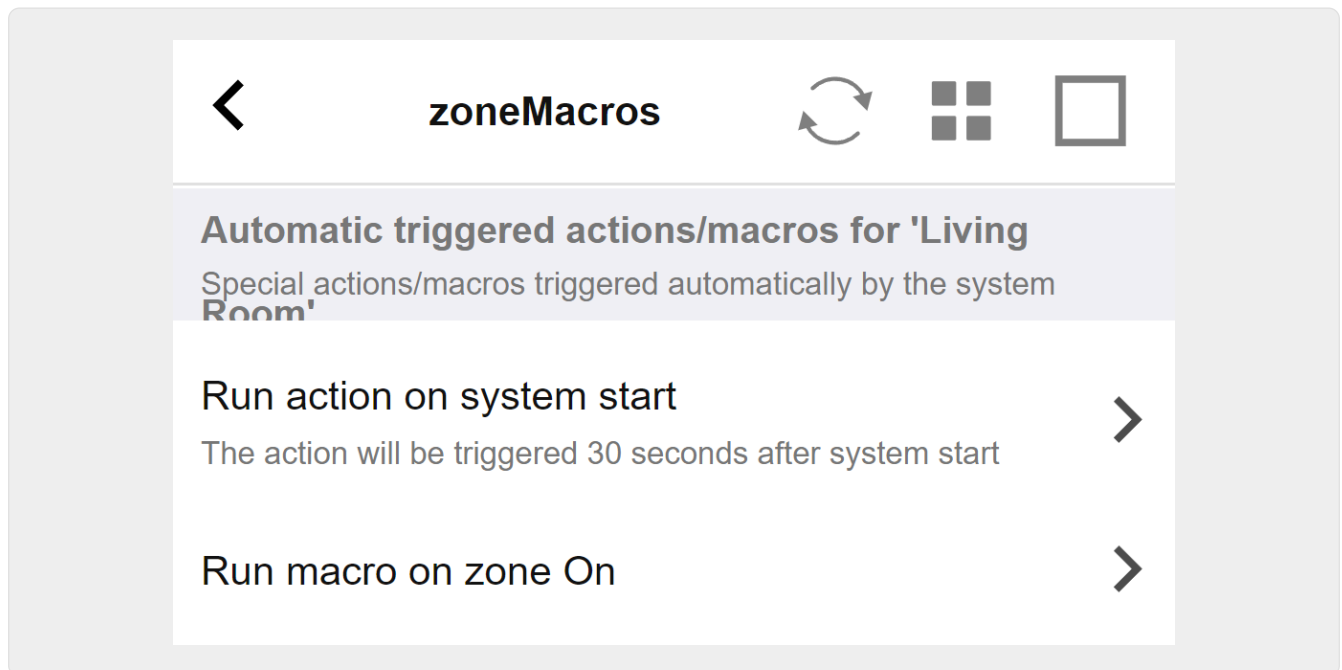 zoneMacros
Automatic triggered actions/macros for 'Living
Special actions/macros triggered automatically by the system
Room'
Run action on system start
The action will be triggered 30 seconds after system start
Run macro on zone On